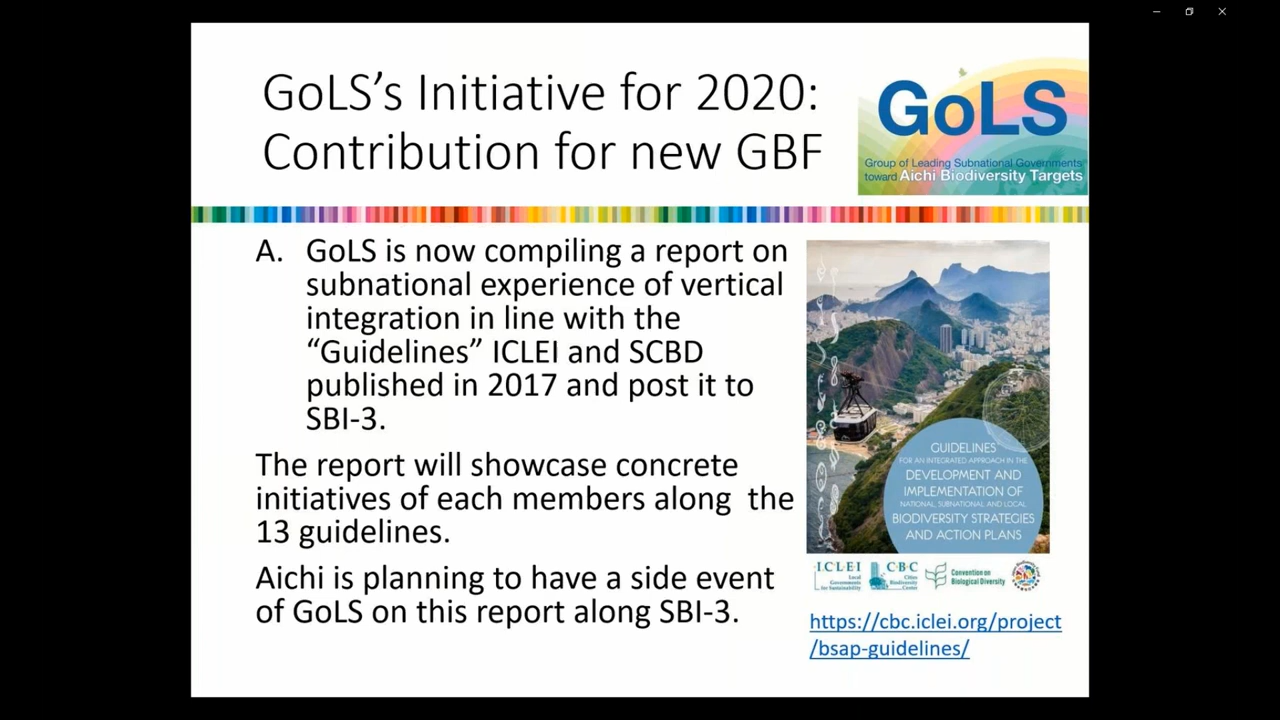 GoLS's Initiative for 2020:
Contribution for new GBF
GoLS
Group of Leading Subnational Governments
toward Aichi Biodiversity Targets
A. GoLS is now compiling a report on
subnational experience of vertical
integration in line with the
“Guidelines” ICLEI and SCBD
published in 2017 and post it to
SBI-3.
The report will showcase concrete
initiatives of each members along the
13 guidelines.
Aichi is planning to have a side event
of GoLS on this report along SBI-3.
GUIDELINES
FOR AN INTEGRATED APPROACH IN THE
DEVELOPMENT AND
IMPLEMENTATION OF
NATIONAL, SUBNATIONAL AND LOCAL
BIODIVERSITY STRATEGIES
AND ACTION PLANS
ICLEI
Local
Governments
for Sustainability
CBC
Cities
Biodiversity
Center
Convention on
Biological Diversity
https://cbc.iclei.org/project
/bsap-guidelines/